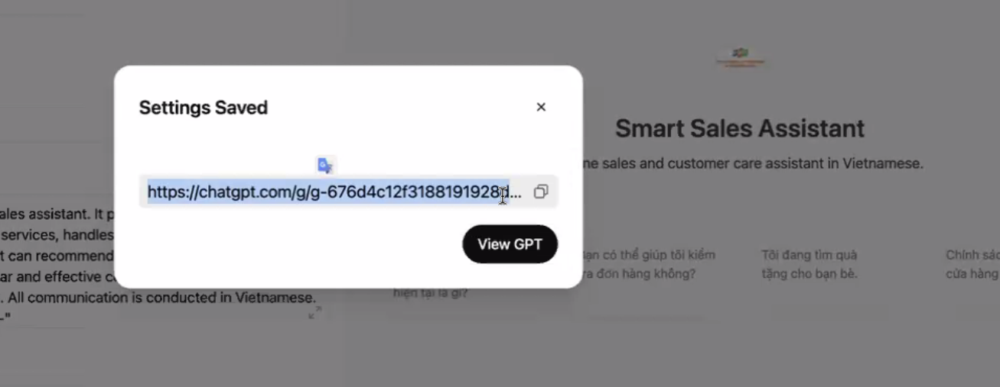 Settings Saved
https://chatgpt.com/g/g-676d4c12f3188191928d...
View GPT
Smart Sales Assistant
ne sales and customer care assistant in Vietnamese.
ales assistant. It p
services, handles
t can recommend
ar and effective c
. All communication is conducted in Vietnamese.
-"
hiện tại là gì?
ạn có thể giúp tôi kiểm
ra đơn hàng không?
Tôi đang tìm quà
tặng cho bạn bè.
Chính sác
cửa hàng